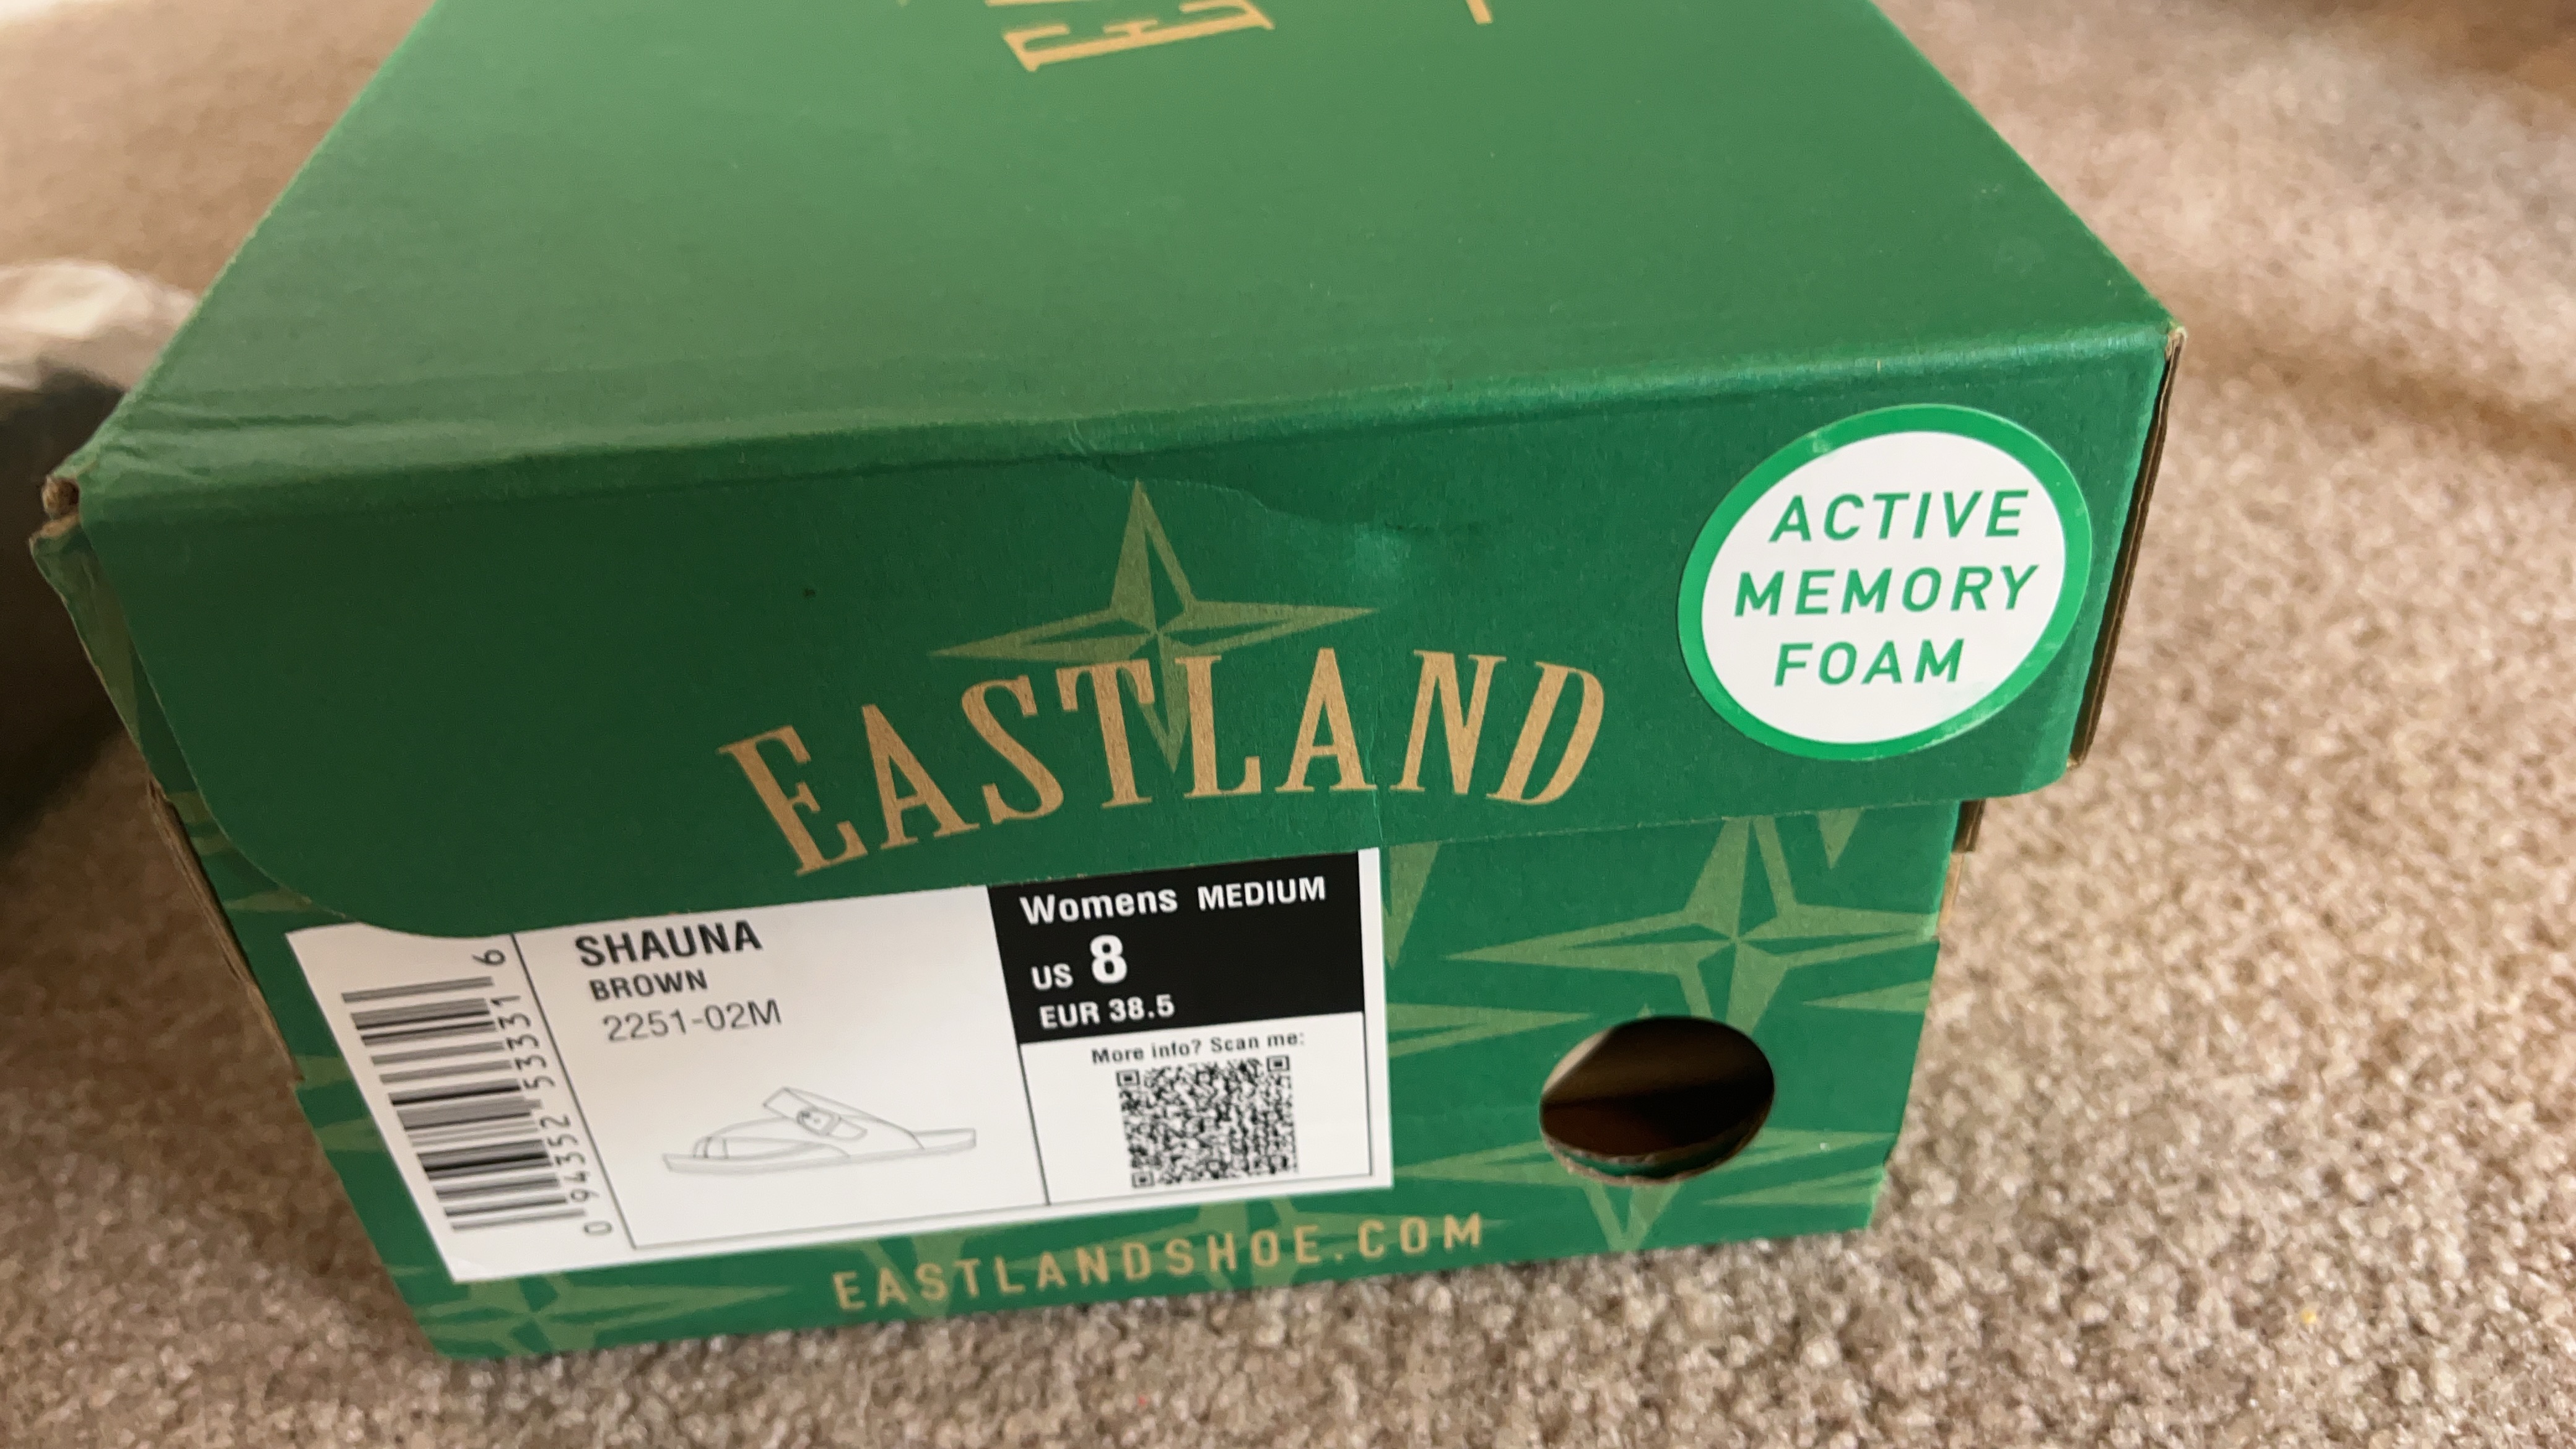 EASTLAND
ACTIVE
MEMORY
FOAM
SHAUNA
BROWN
2251-02M
Womens MEDIUM
US 8
EUR 38.5
More info? Scan me:
0 94352 53331 6
EASTLANDSHOE.COM